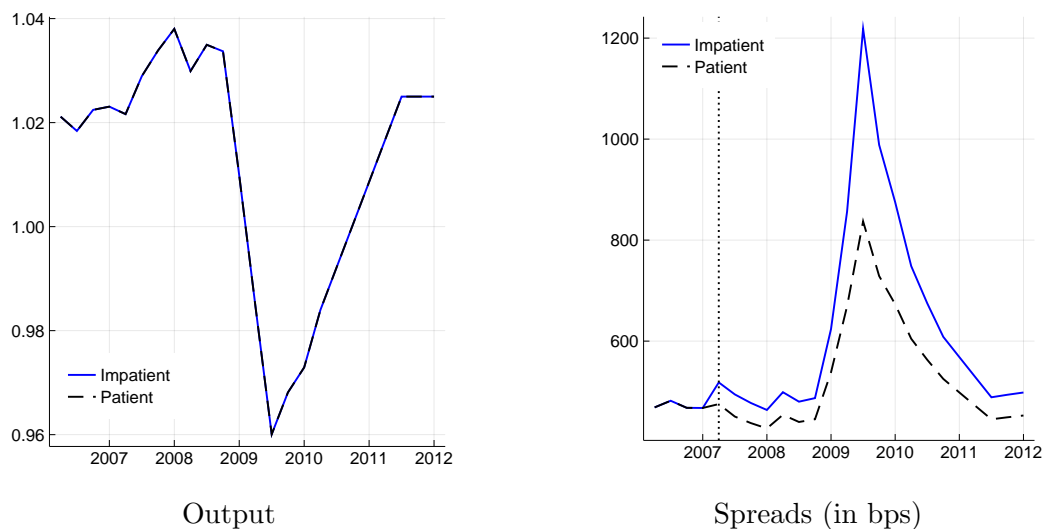 1.04
1.02
1.00
0.98
0.96
Impatient
Patient
2007 2008 2009 2010 2011 2012
Output
1200
1000
800
600
Impatient
Patient
2007 2008 2009 2010 2011 2012
Spreads (in bps)